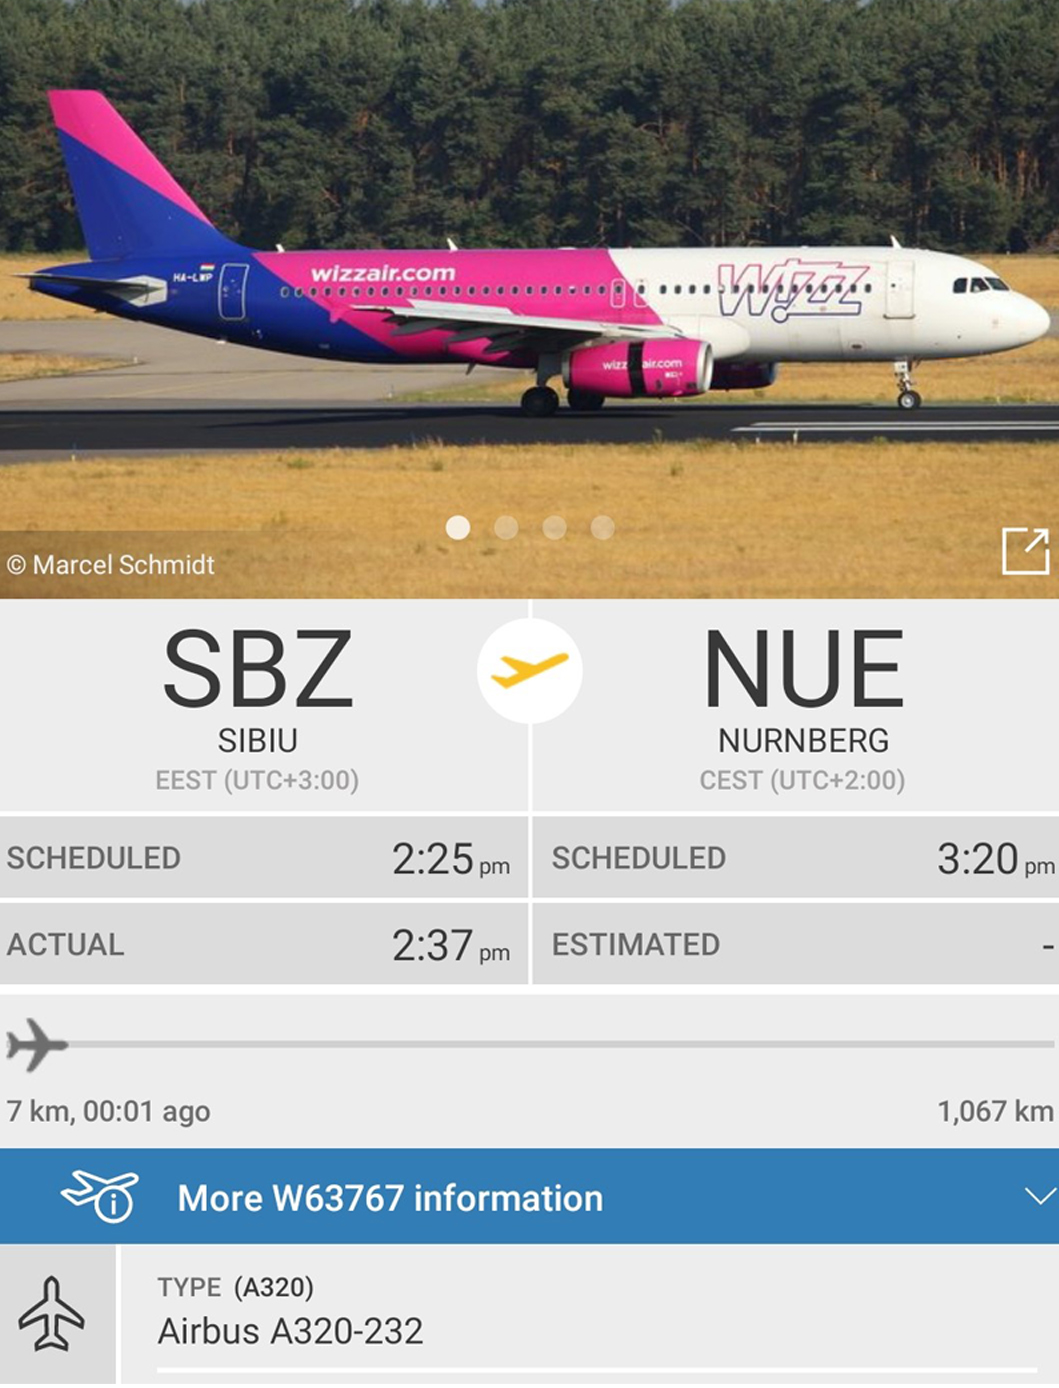 HA-LWP
wizzair.com
WIZZ
wizzair.com
© Marcel Schmidt
SBZ
SIBIU
EEST (UTC+3:00)
NUE
NURNBERG
CEST (UTC+2:00)
SCHEDULED 2:25 pm
SCHEDULED 3:20 pm
ACTUAL 2:37 pm
ESTIMATED -
7 km, 00:01 ago
1,067 km
More W63767 information
TYPE (A320)
Airbus A320-232